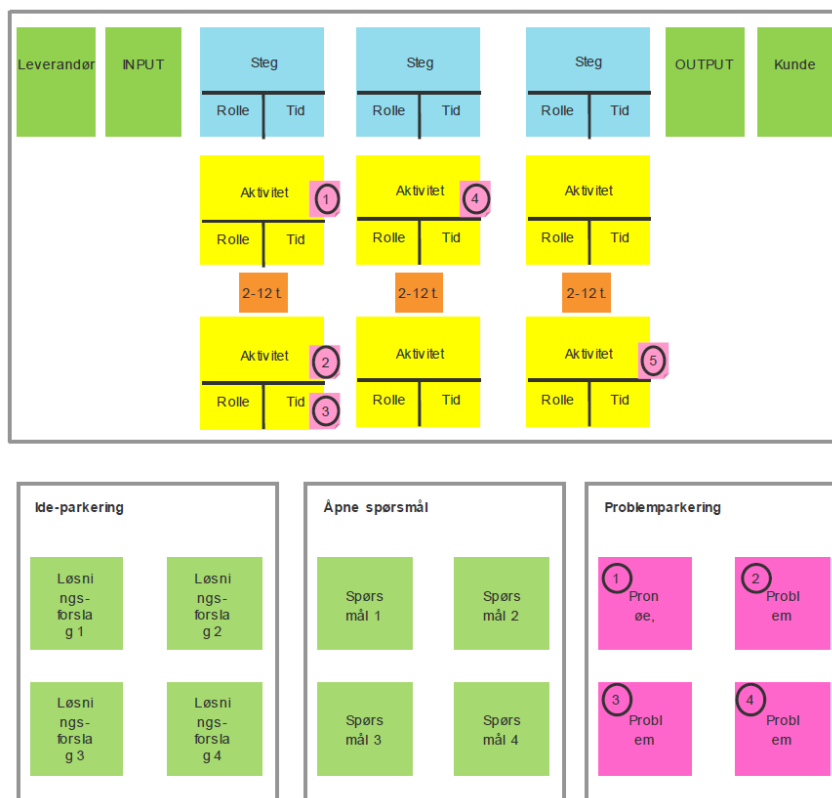 Leverandør
INPUT
Steg
Rolle
Tid
Steg
Rolle
Tid
Steg
Rolle
Tid
OUTPUT
Kunde
Aktivitet
1
Rolle
Tid
Aktivitet
4
Rolle
Tid
Aktivitet
Rolle
Tid
2-12 t.
2-12 t.
2-12 t.
Aktivitet
2
Rolle
Tid
3
Aktivitet
Rolle
Tid
Aktivitet
5
Rolle
Tid
Ide-parkering
Løsni
ngs-
forsla
g 1
Løsni
ngs-
forsla
g 2
Løsni
ngs-
forsla
g 3
Løsni
ngs-
forsla
g 4
Åpne spørsmål
Spørs
mål 1
Spørs
mål 2
Spørs
mål 3
Spørs
mål 4
Problemparkering
1
Pron
øe,
2
Probl
em
3
Probl
em
4
Probl
em